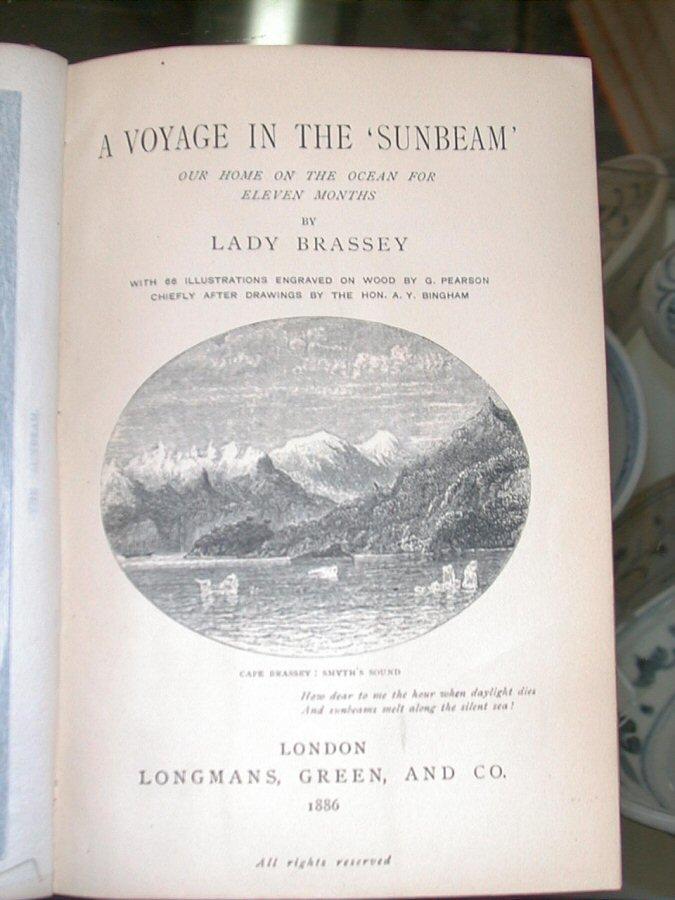 A VOYAGE IN THE 'SUNBEAM'
OUR HOME ON THE OCEAN FOR
ELEVEN MONTHS
BY
LADY BRASSEY
WITH 66 ILLUSTRATIONS ENGRAVED ON WOOD BY G. PEARSON
CHIEFLY AFTER DRAWINGS BY THE HON. A. Y. BINGHAM
CAPE BRASSEY: SMYTH'S SOUND
How dear to me the hour when daylight dies
And sunbeams melt along the silent sea!
LONDON
LONGMANS, GREEN, AND CO.
1886
All rights reserved